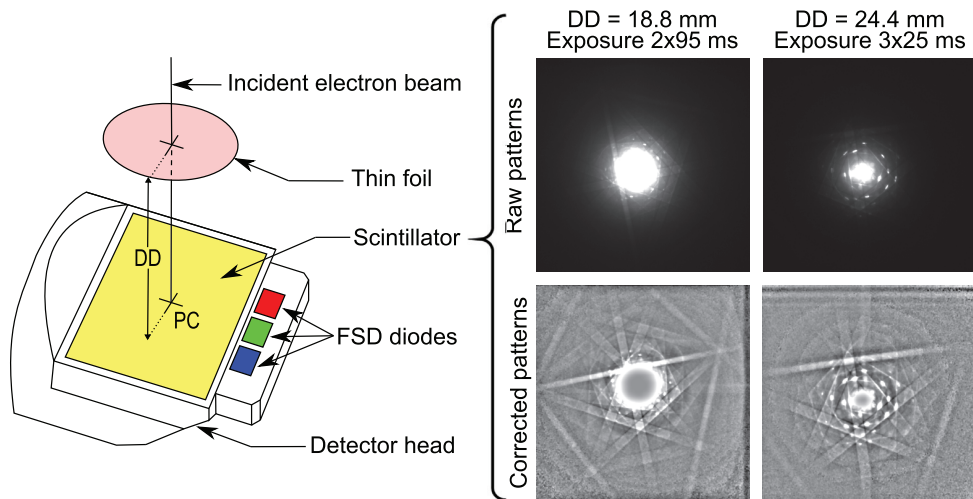 DD = 18.8 mm
Exposure 2x95 ms
DD = 24.4 mm
Exposure 3x25 ms
Incident electron beam
Thin foil
Scintillator
DD
PC
FSD diodes
Detector head
Raw patterns
Corrected patterns